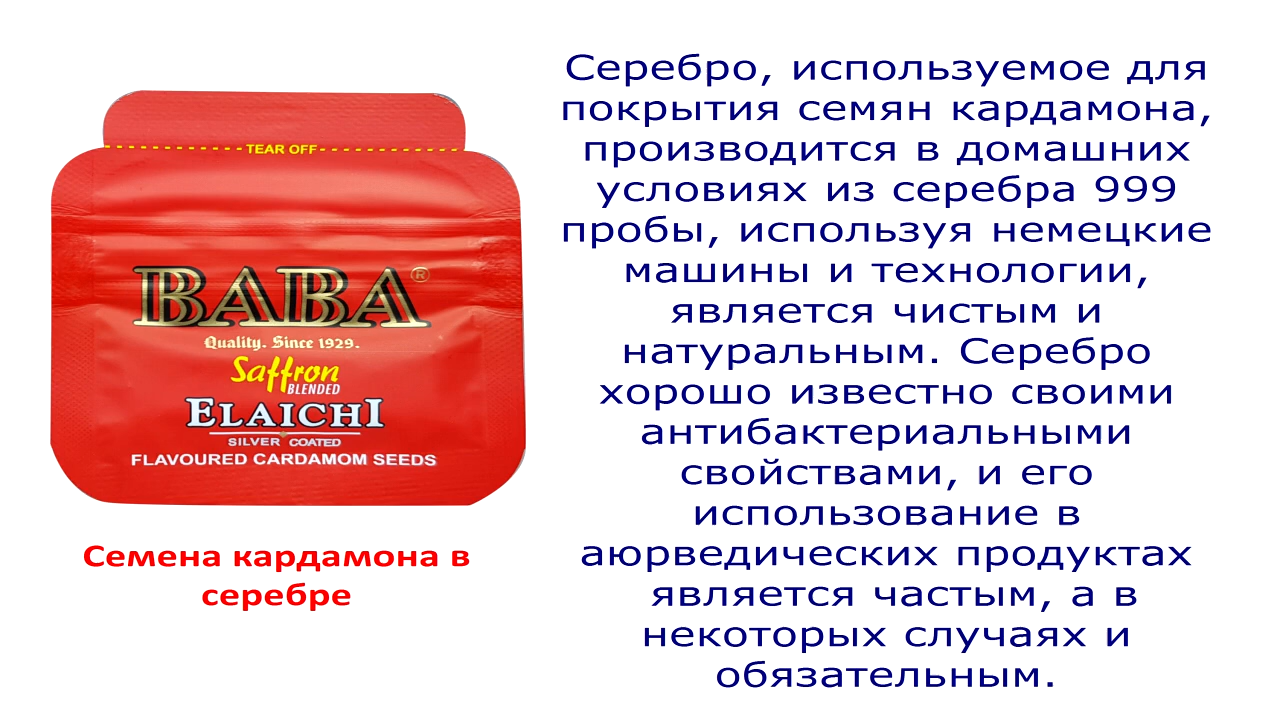 TEAR OFF
BABA®
Quality. Since 1929.
Saffron
BLENDED
ELAICHI
SILVER COATED
FLAVOURED CARDAMOM SEEDS
Семена кардамона в
серебре
Серебро, используемое для
покрытия семян кардамона,
производится в домашних
условиях из серебра 999
пробы, используя немецкие
машины и технологии,
является чистым и
натуральным. Серебро
хорошо известно своими
антибактериальными
свойствами, и его
использование в
аюрведических продуктах
является частым, а в
некоторых случаях и
обязательным.